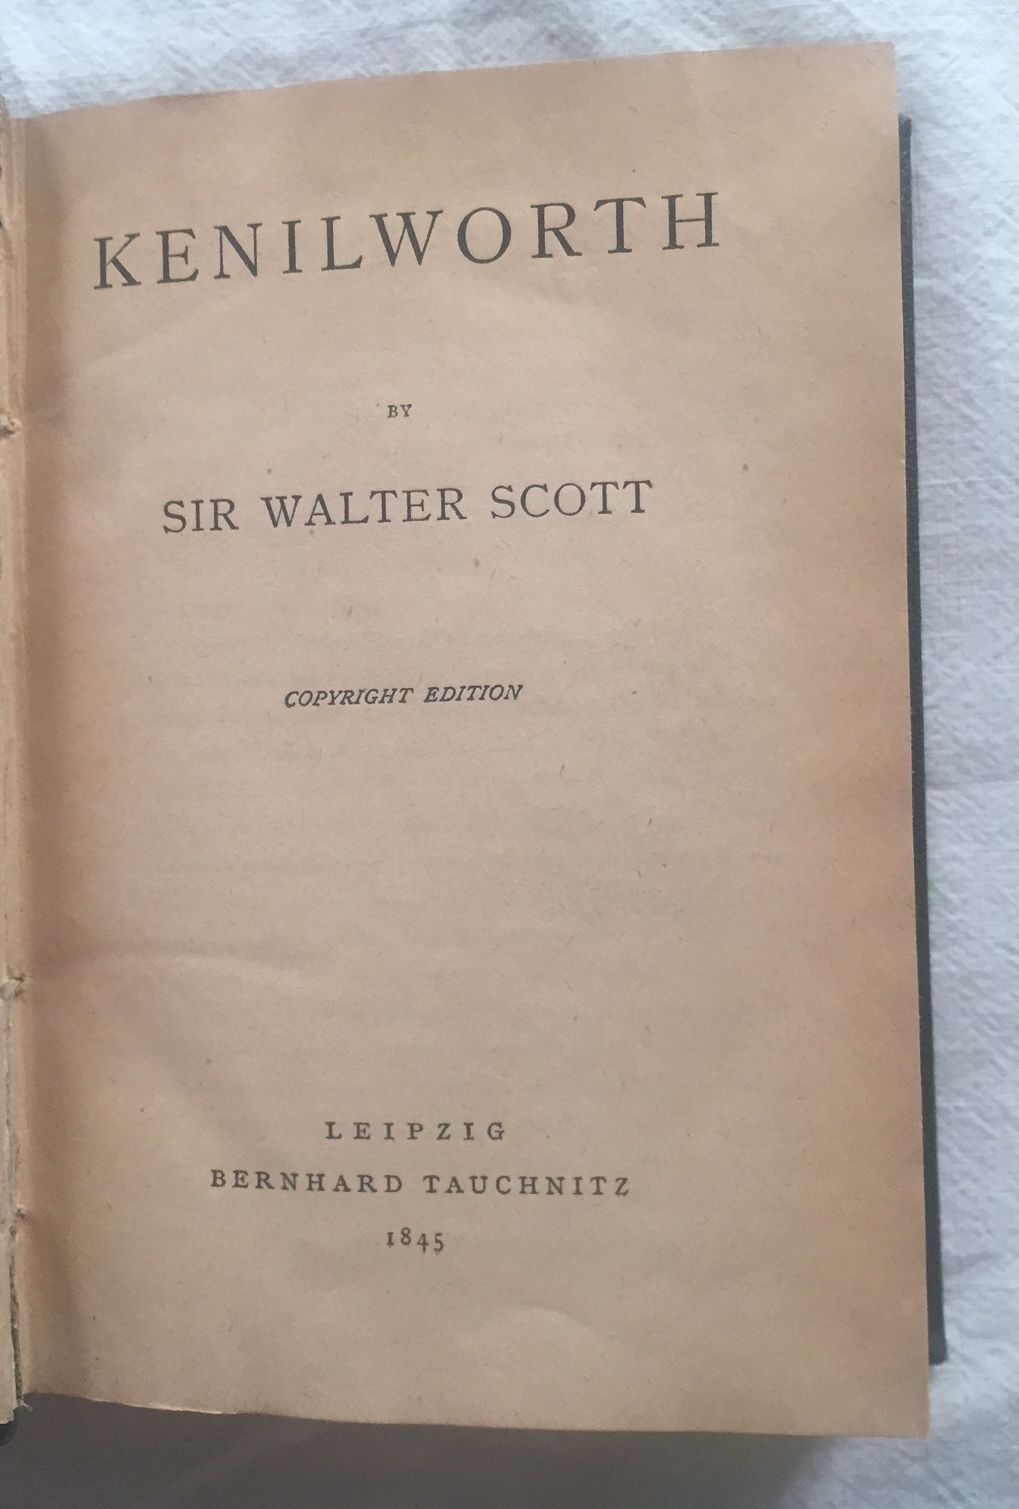 KENILWORTH
BY
SIR WALTER SCOTT
COPYRIGHT EDITION
LEIPZIG
BERNHARD TAUCHNITZ
1845